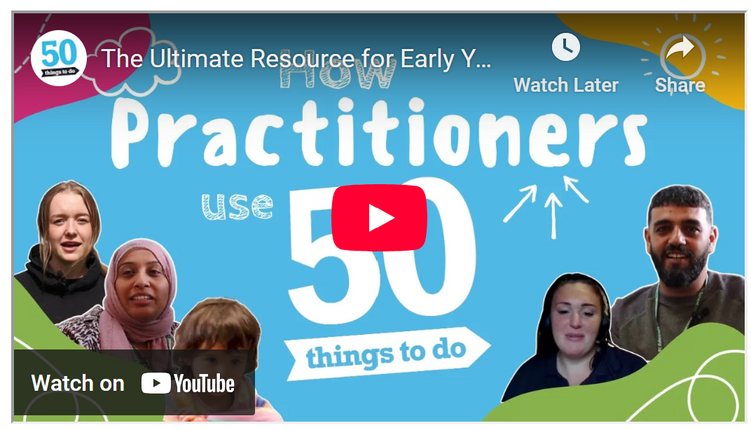 50
things to do
The Ultimate Resource for Early Y...
Watch Later
Share
How
Practitioners
use
50
things to do
Watch on YouTube